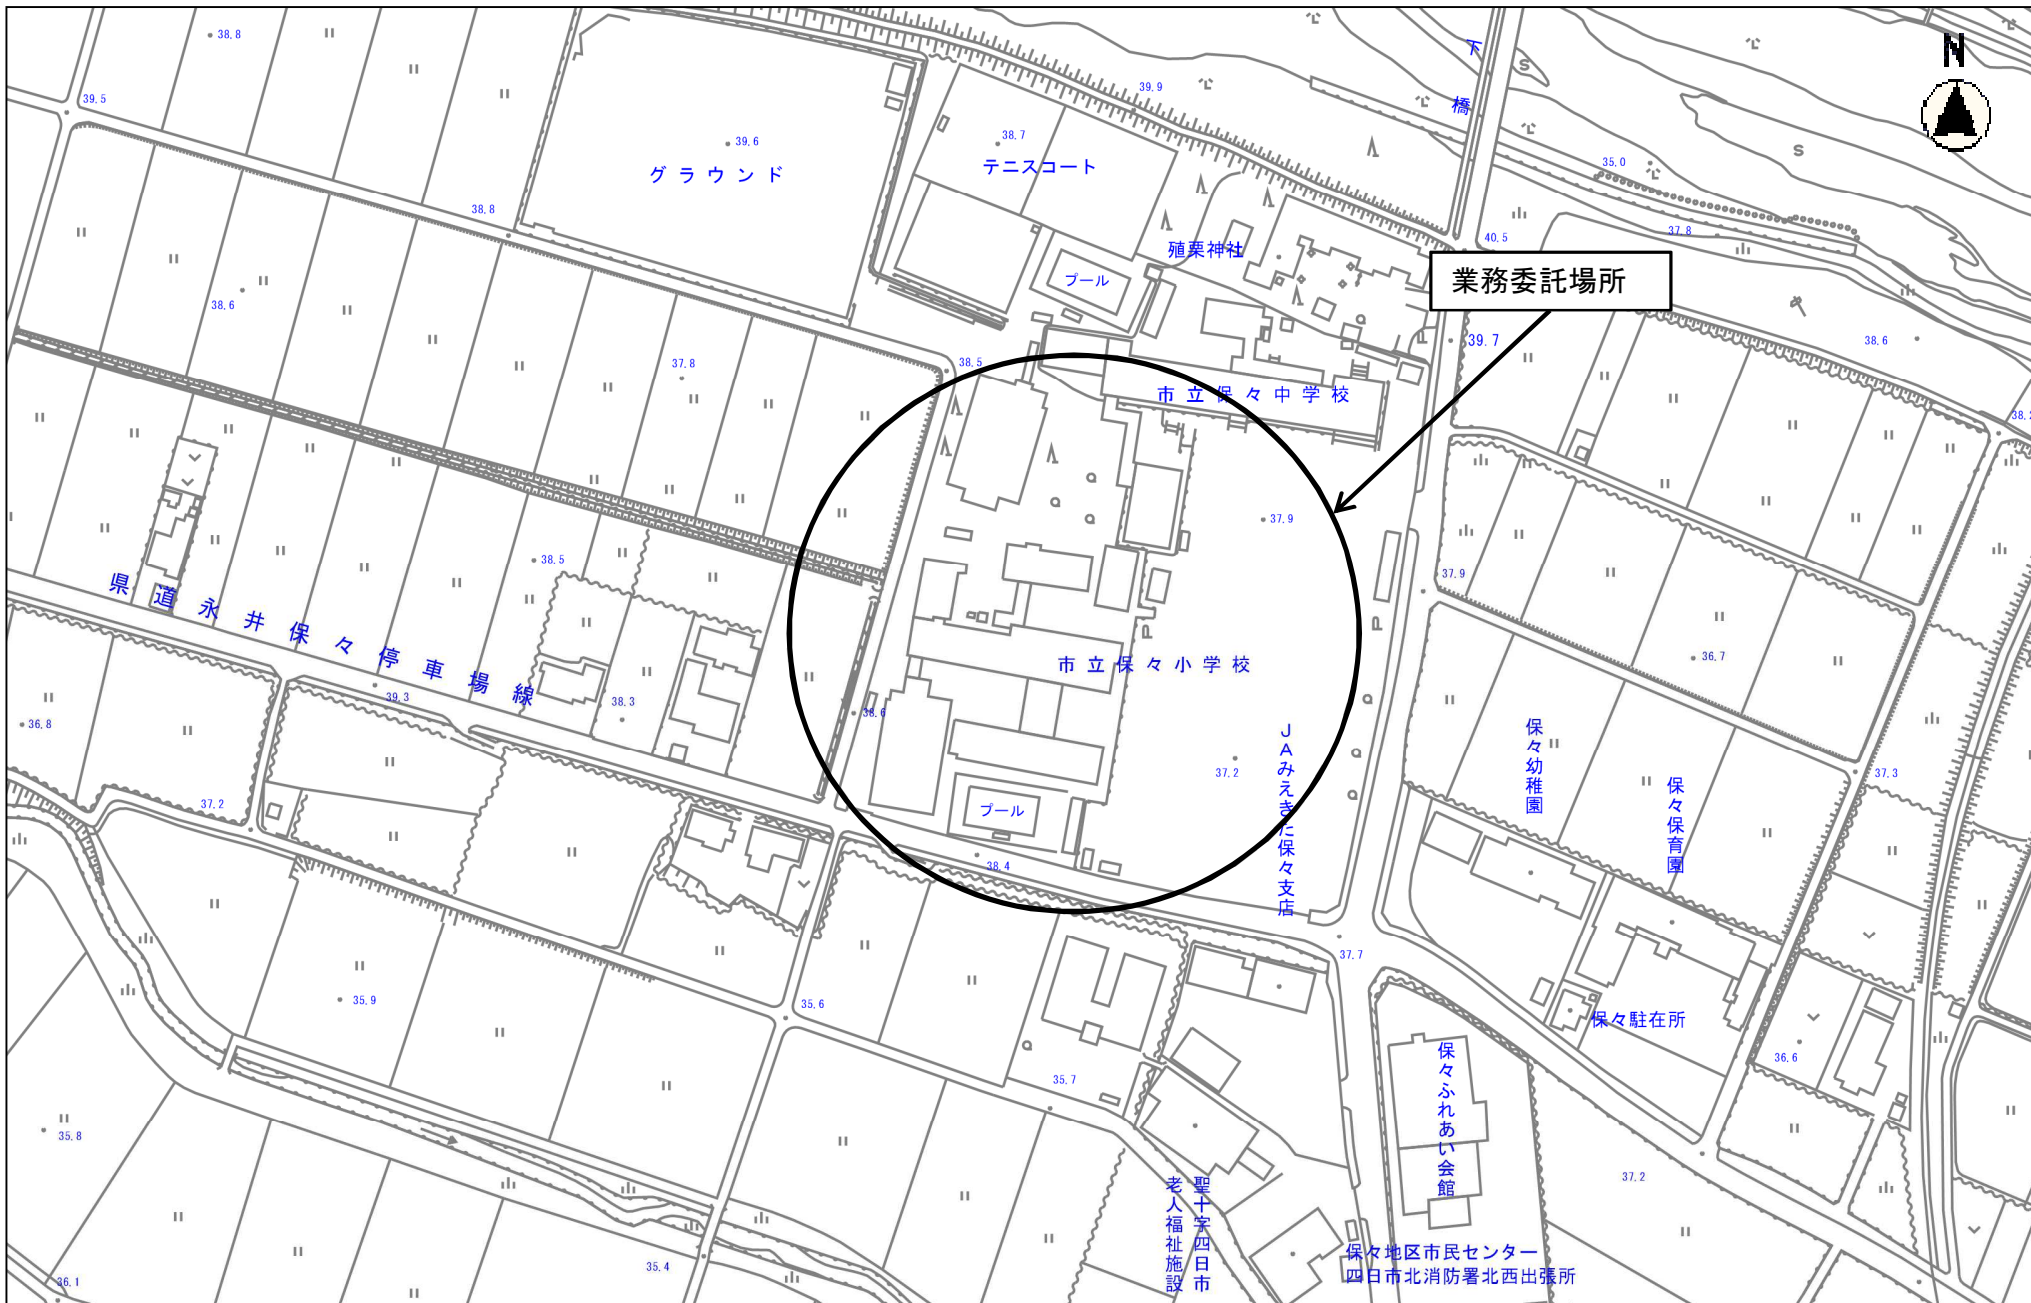 38.8
下橋
N
39.5
39.9
39.6
38.7
グラウンド
テニスコート
35.0
38.8
37.8
40.5
殖栗神社
プール
業務委託場所
38.6
39.7
38.6
38.5
37.8
市立保々中学校
38.2
37.9
38.5
37.9
県道永井保々停車場線
市立保々小学校
36.7
39.3
38.3
38.6
36.8
JAみえきた保々支店
保々幼稚園
37.2
37.3
保々保育園
37.2
プール
38.4
37.7
35.9
35.6
保々駐在所
36.6
保々ふれあい会館
35.7
35.8
37.2
聖十字四日市
老人福祉施設
保々地区市民センター
四日市北消防署北西出張所
35.4
36.1